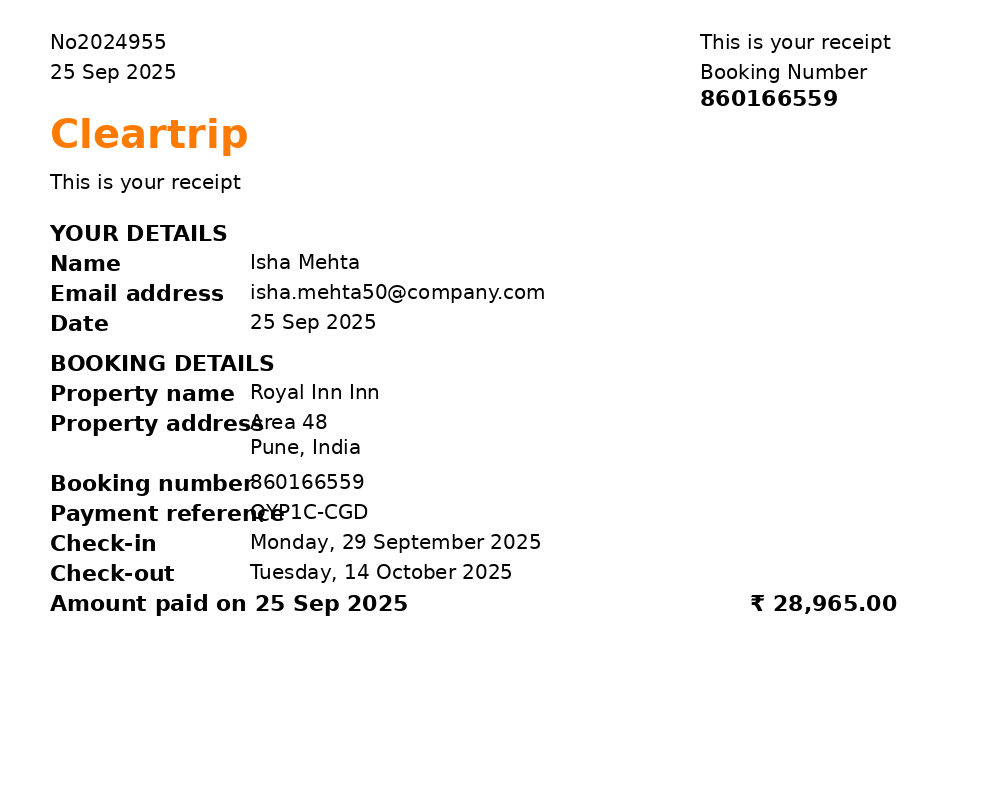 No2024955
25 Sep 2025
This is your receipt
Booking Number
860166559
Cleartrip
This is your receipt
YOUR DETAILS
Name Isha Mehta
Email address isha.mehta50@company.com
Date 25 Sep 2025
BOOKING DETAILS
Property name Royal Inn Inn
Property address Area 48
Pune, India
Booking number 860166559
Payment reference
Check-in Monday, 29 September 2025
Check-out Tuesday, 14 October 2025
Amount paid on 25 Sep 2025 ₹ 28,965.00